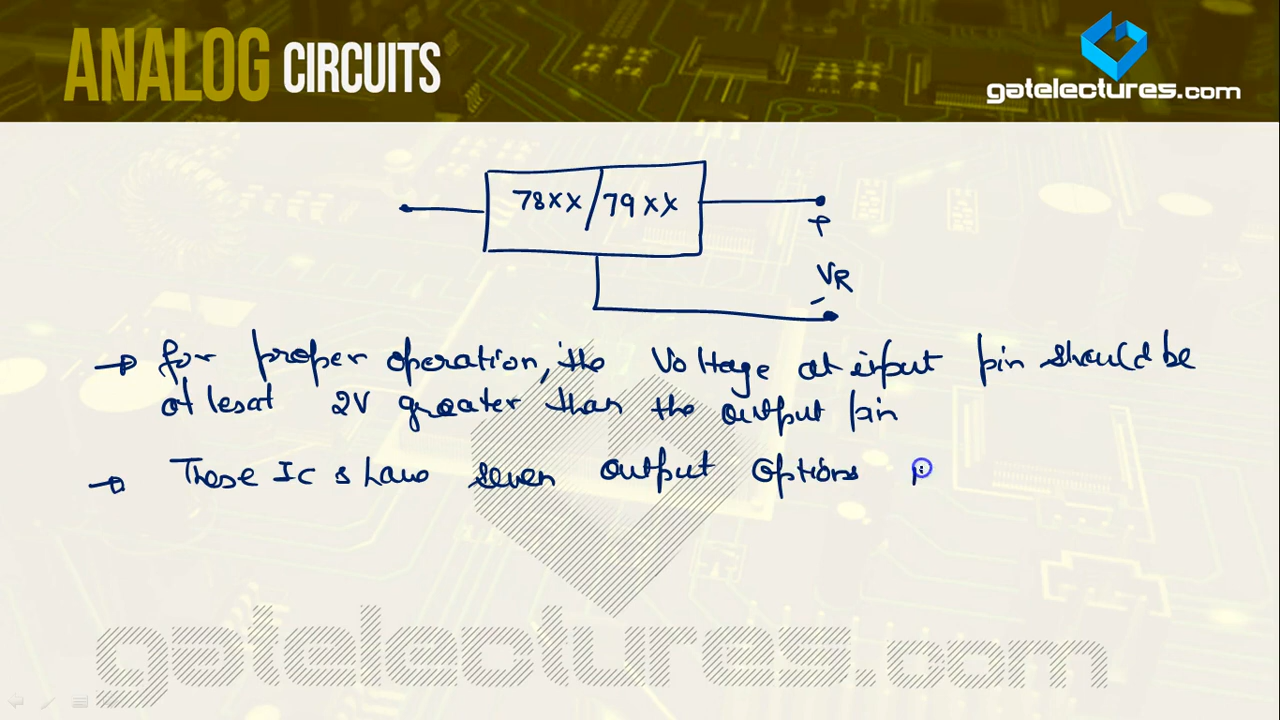 ANALOG CIRCUITS
gatelectures.com
78XX/79XX
+
VR
-
→ for proper operation, the Voltage at input pin should be
at lesat 2V greater than the output pin
→ These IC s have seven output options
gatelectures.com